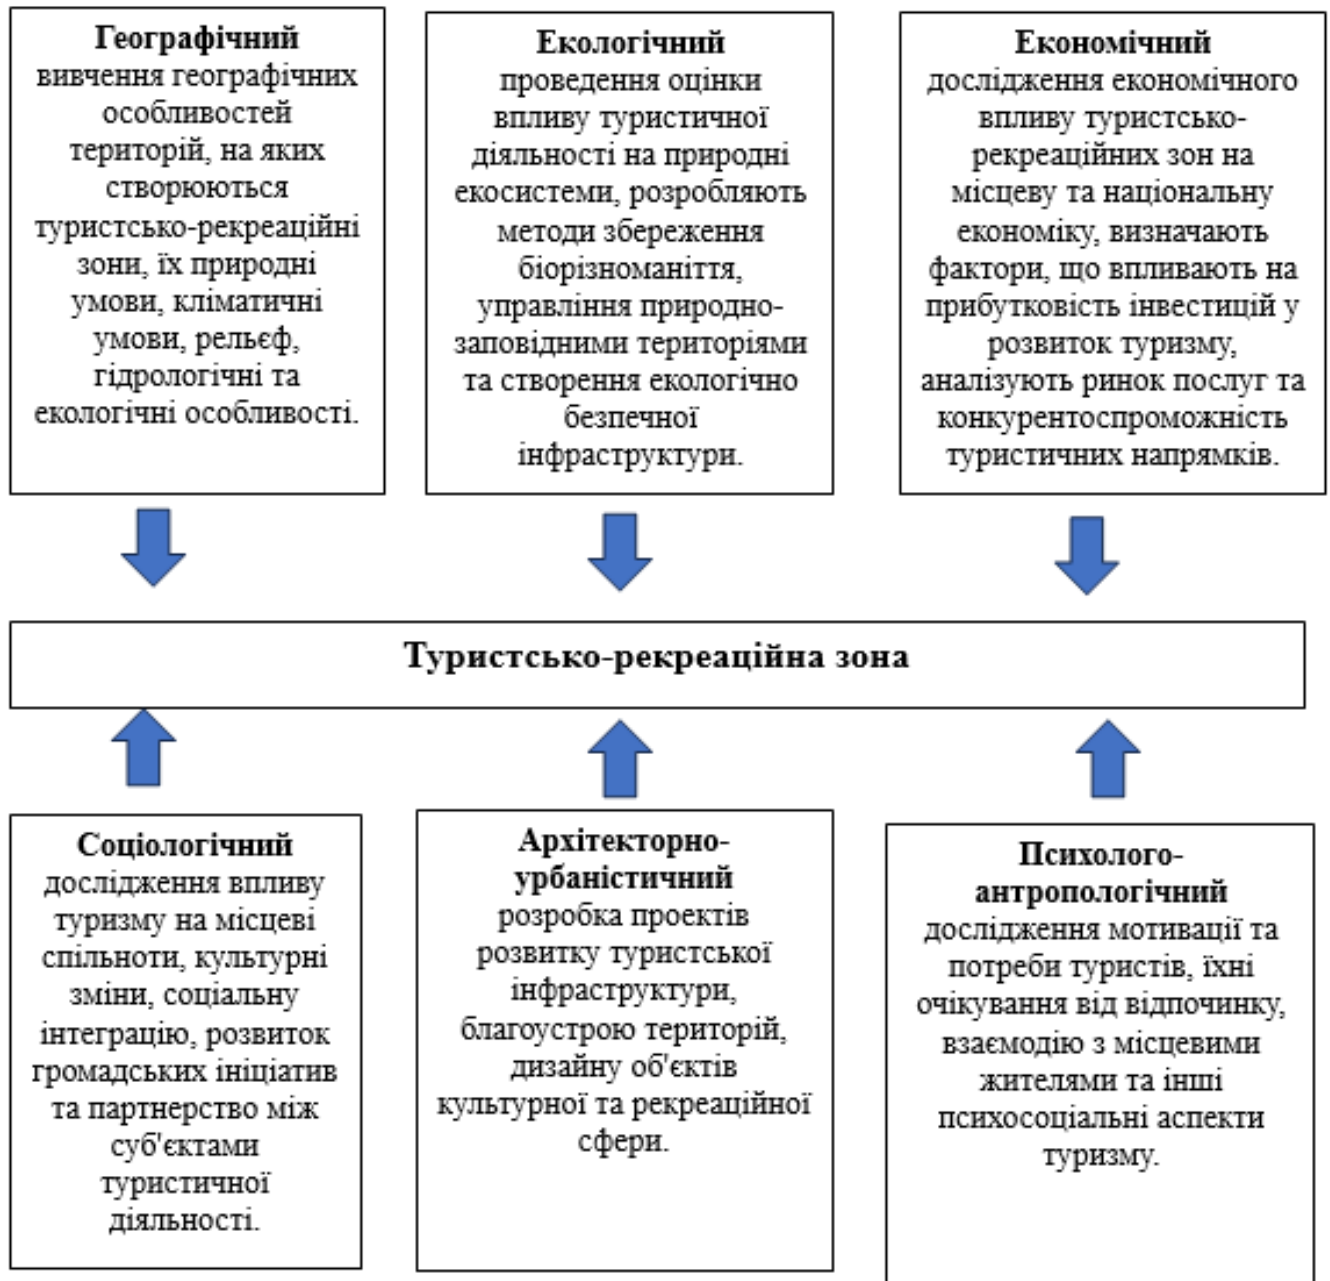 Географічний
вивчення географічних
особливостей
територій, на яких
створюються
туристсько-рекреаційні
зони, їх природні
умови, кліматичні
умови, рельєф,
гідрологічні та
екологічні особливості.
Екологічний
проведення оцінки
впливу туристичної
діяльності на природні
екосистеми, розробляють
методи збереження
біорізноманіття,
управління природно-
заповідними територіями
та створення екологічно
безпечної
інфраструктури.
Економічний
дослідження економічного
впливу туристсько-
рекреаційних зон на
місцеву та національну
економіку, визначають
фактори, що впливають на
прибутковість інвестицій у
розвиток туризму,
аналізують ринок послуг та
конкурентоспроможність
туристичних напрямків.
Туристсько-рекреаційна зона
Соціологічний
дослідження впливу
туризму на місцеві
спільноти, культурні
зміни, соціальну
інтеграцію, розвиток
громадських ініціатив
та партнерство між
суб'єктами
туристичної
діяльності.
Архітекторно-
урбаністичний
розробка проектів
розвитку туристської
інфраструктури,
благоустрою територій,
дизайну об'єктів
культурної та рекреаційної
сфери.
Психолого-
антропологічний
дослідження мотивації та
потреби туристів, їхні
очікування від відпочинку,
взаємодію з місцевими
жителями та інші
психосоціальні аспекти
туризму.